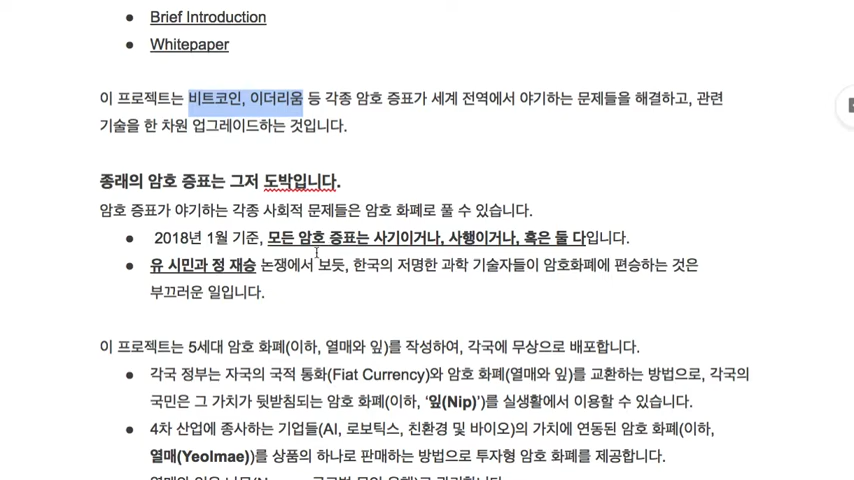 Brief Introduction
Whitepaper
이 프로젝트는 비트코인, 이더리움 등 각종 암호 증표가 세계 전역에서 야기하는 문제들을 해결하고, 관련
기술을 한 차원 업그레이드하는 것입니다.
종래의 암호 증표는 그저 도박입니다.
암호 증표가 야기하는 각종 사회적 문제들은 암호 화폐로 풀 수 있습니다.
2018년 1월 기준, 모든 암호 증표는 사기이거나, 사행이거나, 혹은 둘 다입니다.
유 시민과 정 재승 논쟁에서 보듯, 한국의 저명한 과학 기술자들이 암호화폐에 편승하는 것은
부끄러운 일입니다.
이 프로젝트는 5세대 암호 화폐(이하, 열매와 잎)를 작성하여, 각국에 무상으로 배포합니다.
각국 정부는 자국의 국적 통화(Fiat Currency)와 암호 화폐(열매와 잎)를 교환하는 방법으로, 각국의
국민은 그 가치가 뒷받침되는 암호 화폐(이하, ‘잎(Nip)’)를 실생활에서 이용할 수 있습니다.
4차 산업에 종사하는 기업들(AI, 로보틱스, 친환경 및 바이오)의 가치에 연동된 암호 화폐(이하,
열매(Yeolmae))를 상품의 하나로 판매하는 방법으로 투자형 암호 화폐를 제공합니다.